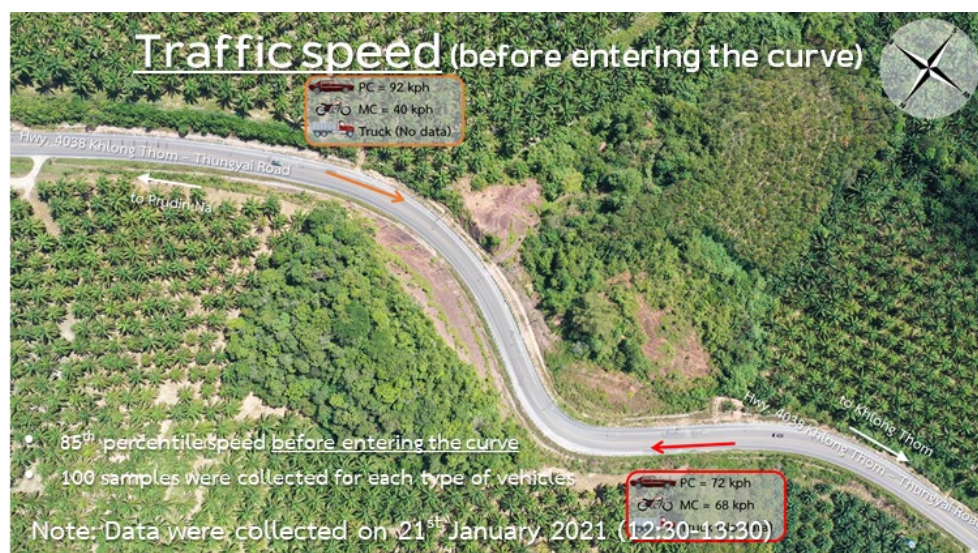 Traffic speed (before entering the curve)
PC = 92 kph
MC = 40 kph
Truck (No data)
Hwy. 4038 Khlong Thom - Thungyai Road
to Prudin Na
to Khlong Thom
Hwy. 4038 Khlong Thom - Thungyai Road
• 85th percentile speed before entering the curve
• 100 samples were collected for each type of vehicles
PC = 72 kph
MC = 68 kph
Note: Data were collected on 21st January 2021 (12:30-13:30)